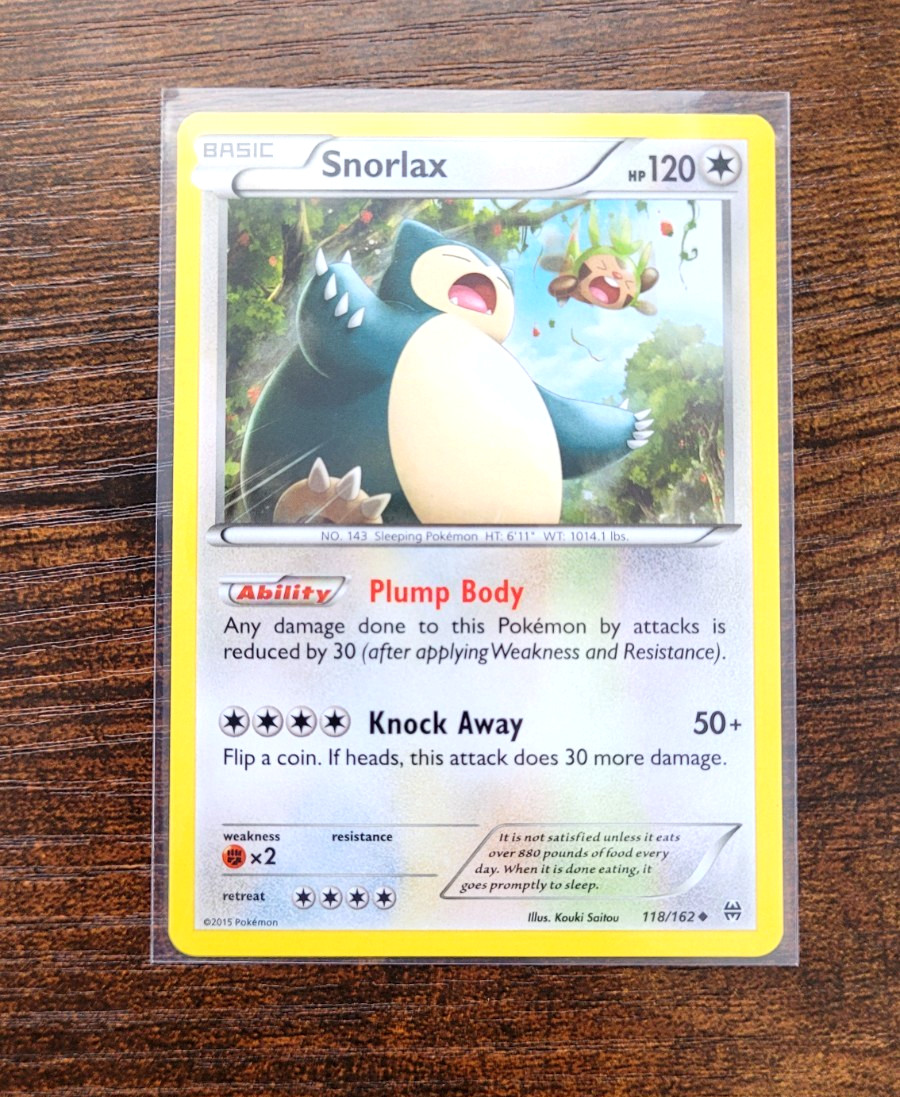 BASIC
Snorlax
HP 120
NO. 143 Sleeping Pokémon HT: 6'11" WT: 1014.1 lbs.
Ability Plump Body
Any damage done to this Pokémon by attacks is
reduced by 30 (after applying Weakness and Resistance).
Knock Away 50+
Flip a coin. If heads, this attack does 30 more damage.
weakness resistance
×2
retreat
It is not satisfied unless it eats
over 880 pounds of food every
day. When it is done eating, it
goes promptly to sleep.
©2015 Pokémon
Illus. Kouki Saitou 118/162